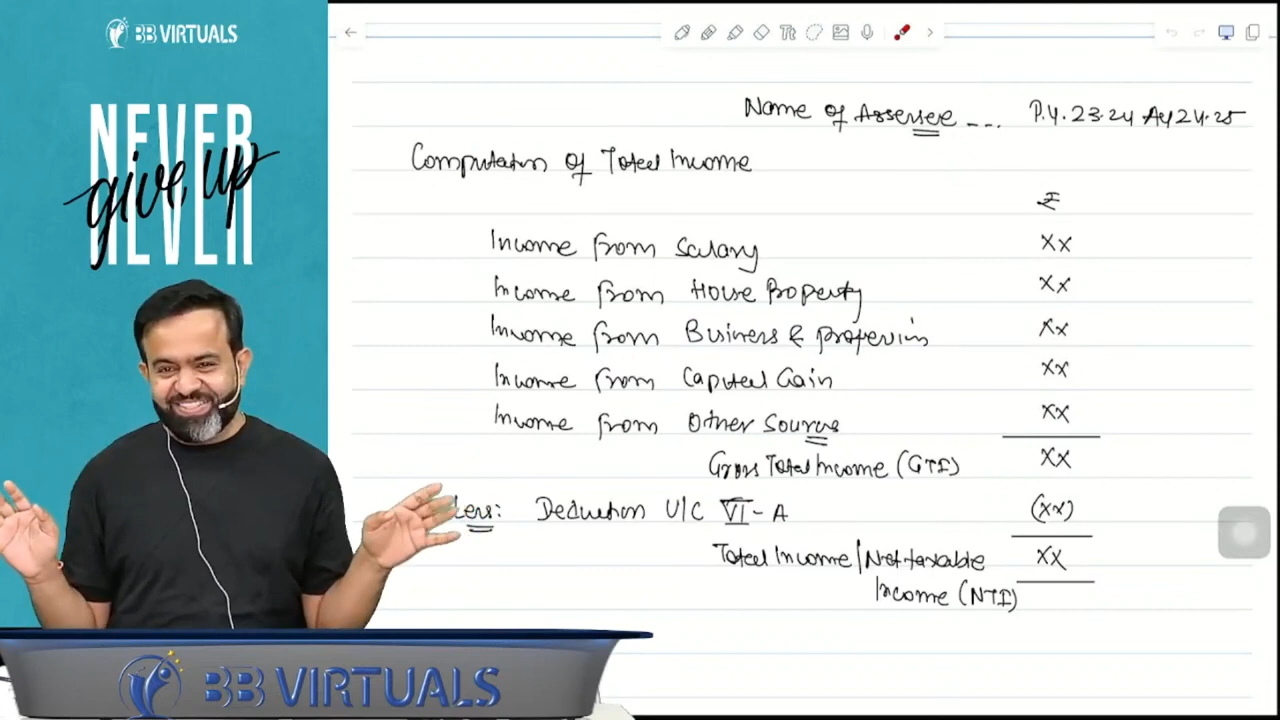 BB VIRTUALS
NEVER
give up
NEVER
Name of Assessee --- P.Y. 23-24 AY 24-25
Computation of Total Income
₹
Income from Salary XX
Income from House Property XX
Income from Business & profession XX
Income from Capital Gain XX
Income from Other Source XX
Gross Total Income (GTI) XX
Less: Deduction U/C VI-A (XX)
Total Income/Net taxable XX
Income (NTI)
BB VIRTUALS